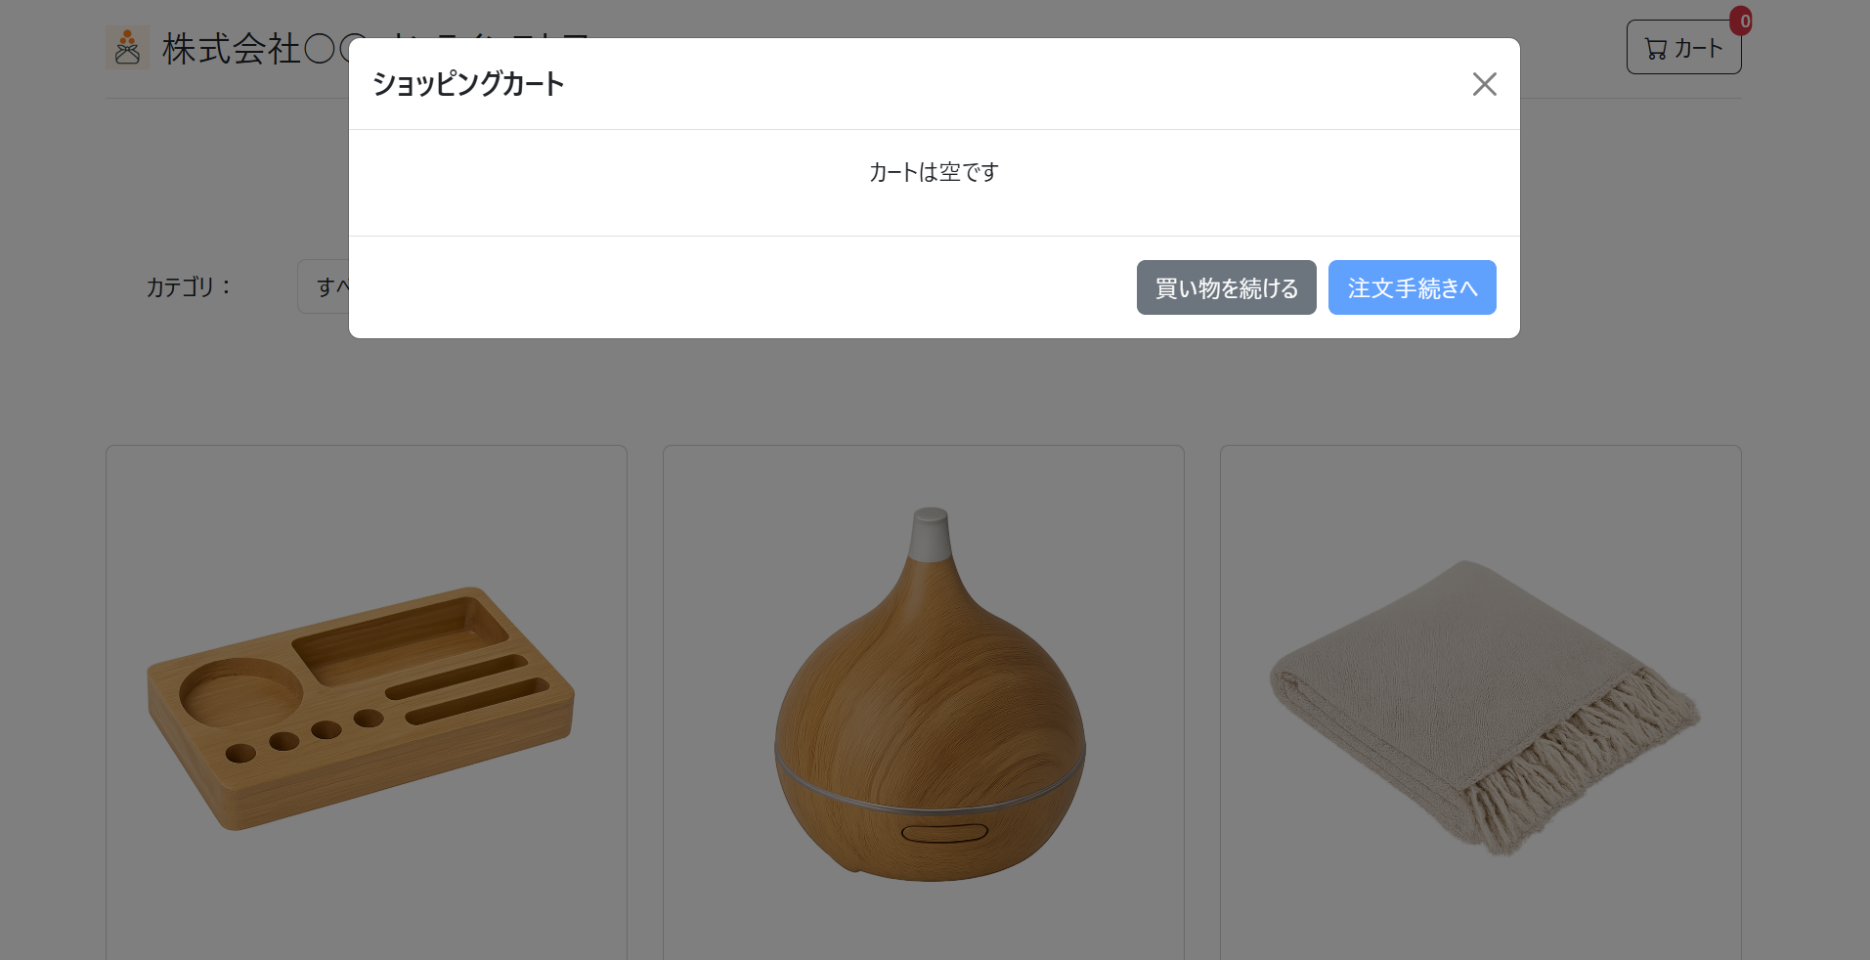 株式会社〇
カート
0
ショッピングカート
カートは空です
カテゴリ：
すべ
買い物を続ける
注文手続きへ